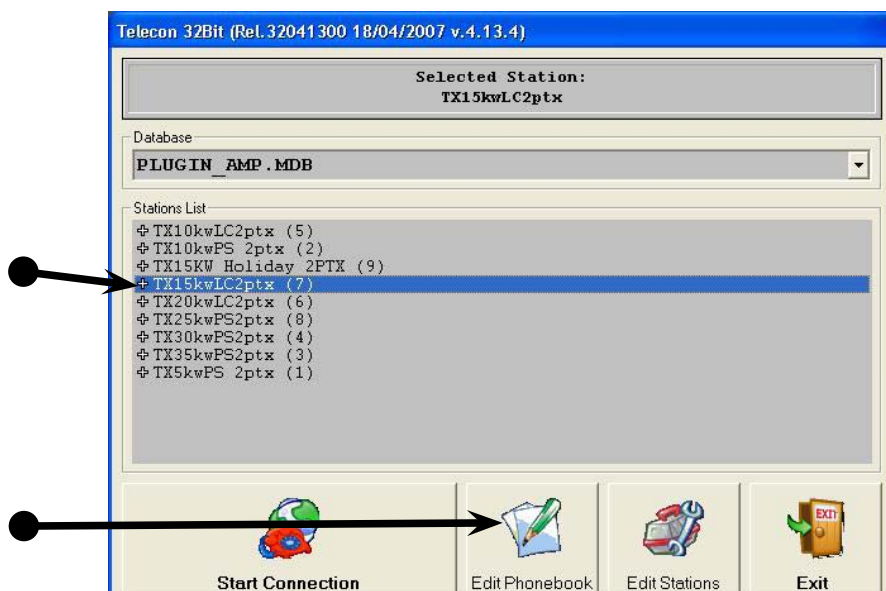 Telecon 32Bit (Rel.32041300 18/04/2007 v.4.13.4)
Selected Station:
TX15kwLC2ptx
Database
PLUGIN_AMP.MDB
Stations List
TX10kwLC2ptx (5)
TX10kwPS 2ptx (2)
TX15KW Holiday 2PTX (9)
TX15kwLC2ptx (7)
TX20kwLC2ptx (6)
TX25kwPS2ptx (8)
TX30kwPS2ptx (4)
TX35kwPS2ptx (3)
TX5kwPS 2ptx (1)
EXIT
Start Connection Edit Phonebook Edit Stations Exit